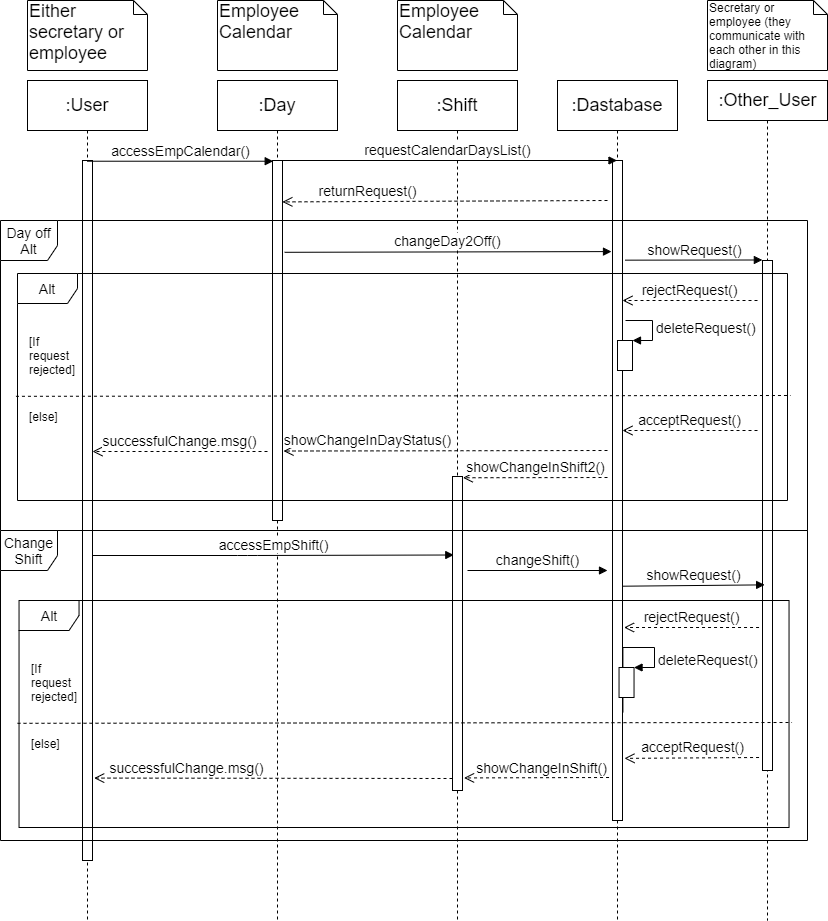 Either
secretary or
employee
Employee
Calendar
Employee
Calendar
Secretary or
employee (they
communicate with
each other in this
diagram)
:User
:Day
:Shift
:Dastabase
:Other_User
accessEmpCalendar()
requestCalendarDaysList()
returnRequest()
Day off
Alt
changeDay2Off()
showRequest()
Alt
rejectRequest()
deleteRequest()
[If
request
rejected]
[else]
acceptRequest()
successfulChange.msg()
showChangeInDayStatus()
showChangeInShift2()
Change
Shift
accessEmpShift()
changeShift()
showRequest()
Alt
rejectRequest()
deleteRequest()
[If
request
rejected]
[else]
acceptRequest()
successfulChange.msg()
showChangeInShift()